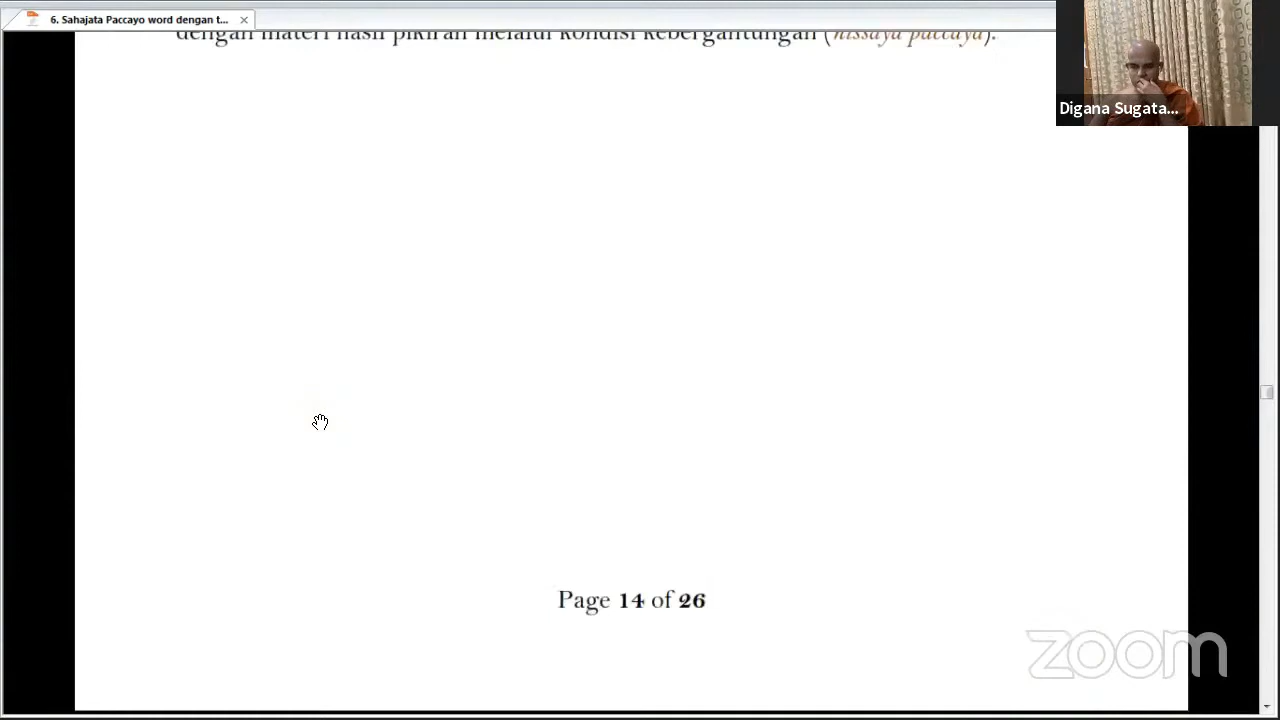 6. Sahajata Paccayo word dengan t...
dengan materi hasil pikiran melalui kondisi kebergantungan (nissaya paccaya).
Digana Sugata...
Page 14 of 26
zoom